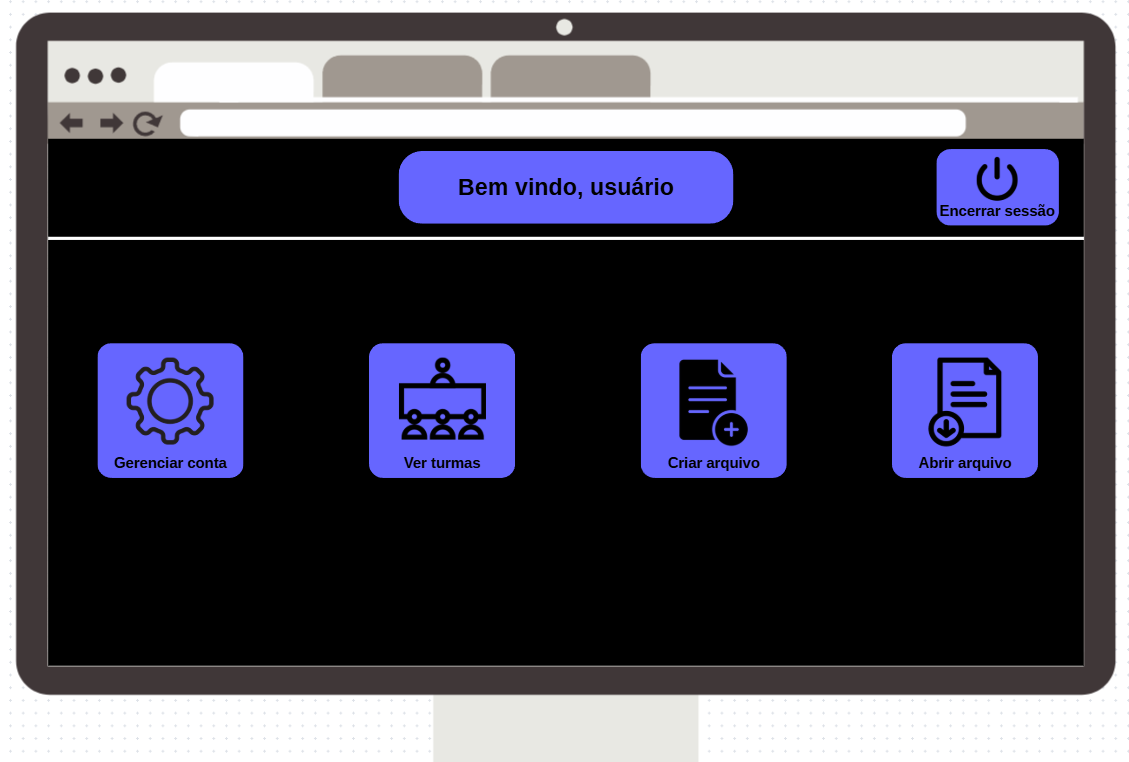 Bem vindo, usuário
Encerrar sessão
Gerenciar conta
Ver turmas
Criar arquivo
Abrir arquivo